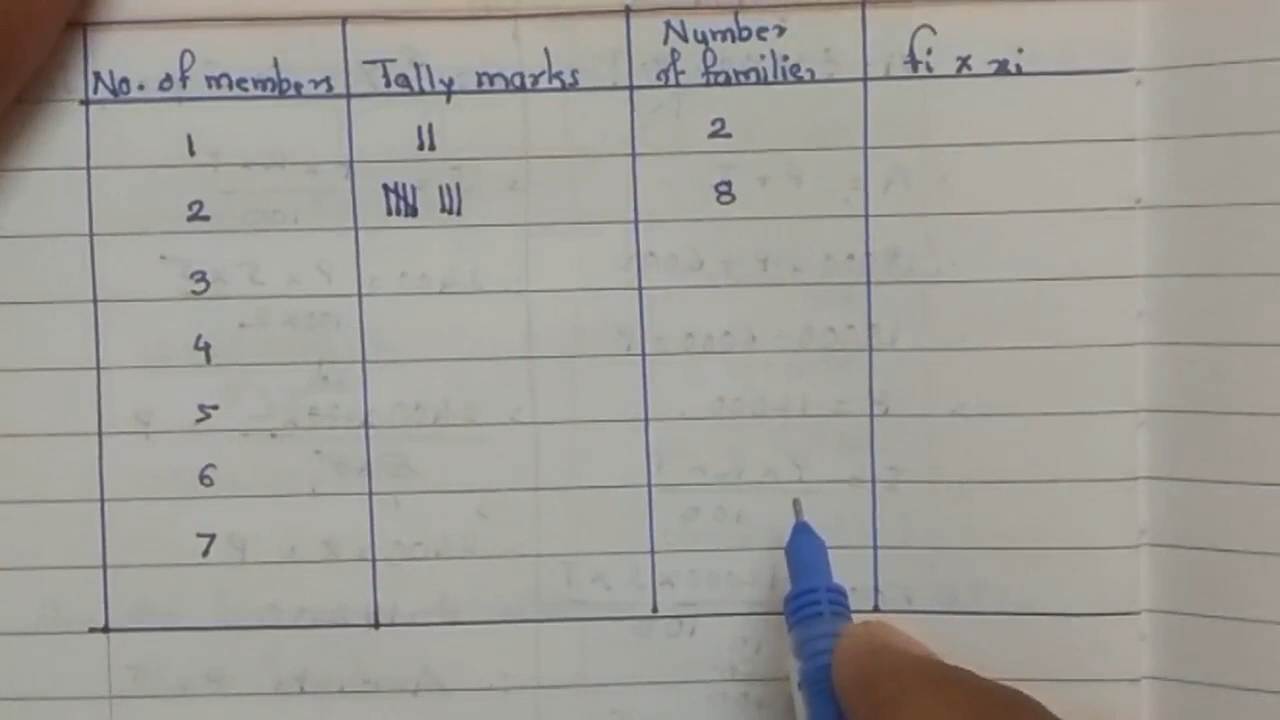 No. of members Tally marks Number of families fi × xi
1 || 2
2 𝍸 ||| 8
3
4
5
6
7